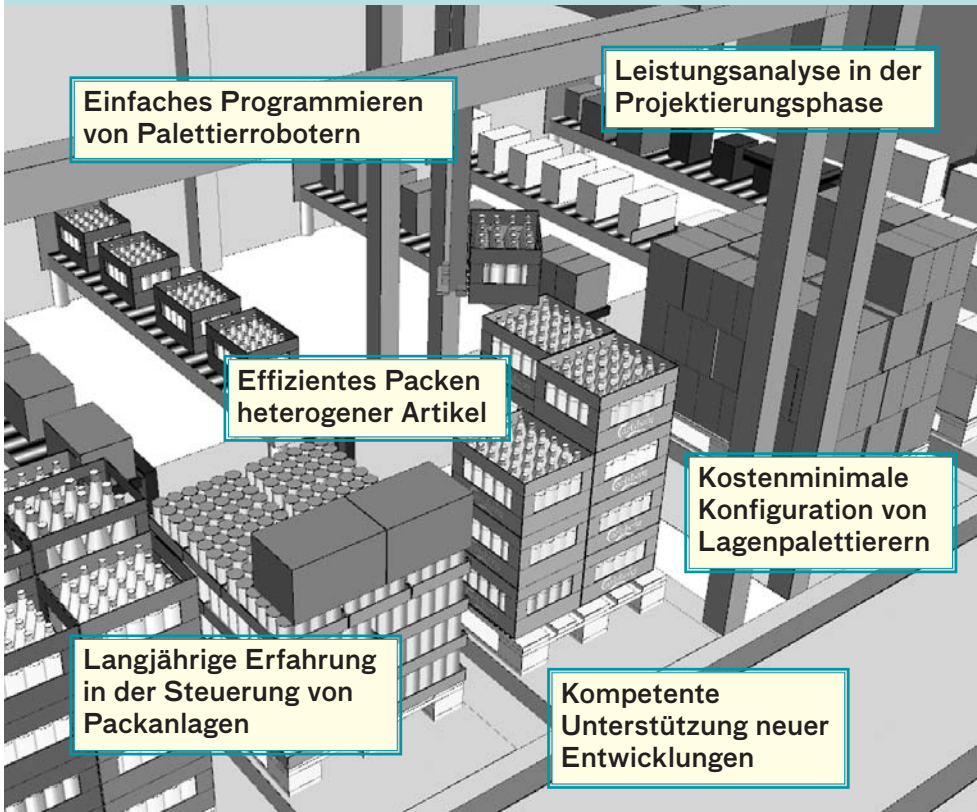 Einfaches Programmieren
von Palettierrobotern
Leistungsanalyse in der
Projektierungsphase
Effizientes Packen
heterogener Artikel
Kostenminimale
Konfiguration von
Lagenpalettierern
Langjährige Erfahrung
in der Steuerung von
Packanlagen
Kompetente
Unterstützung neuer
Entwicklungen